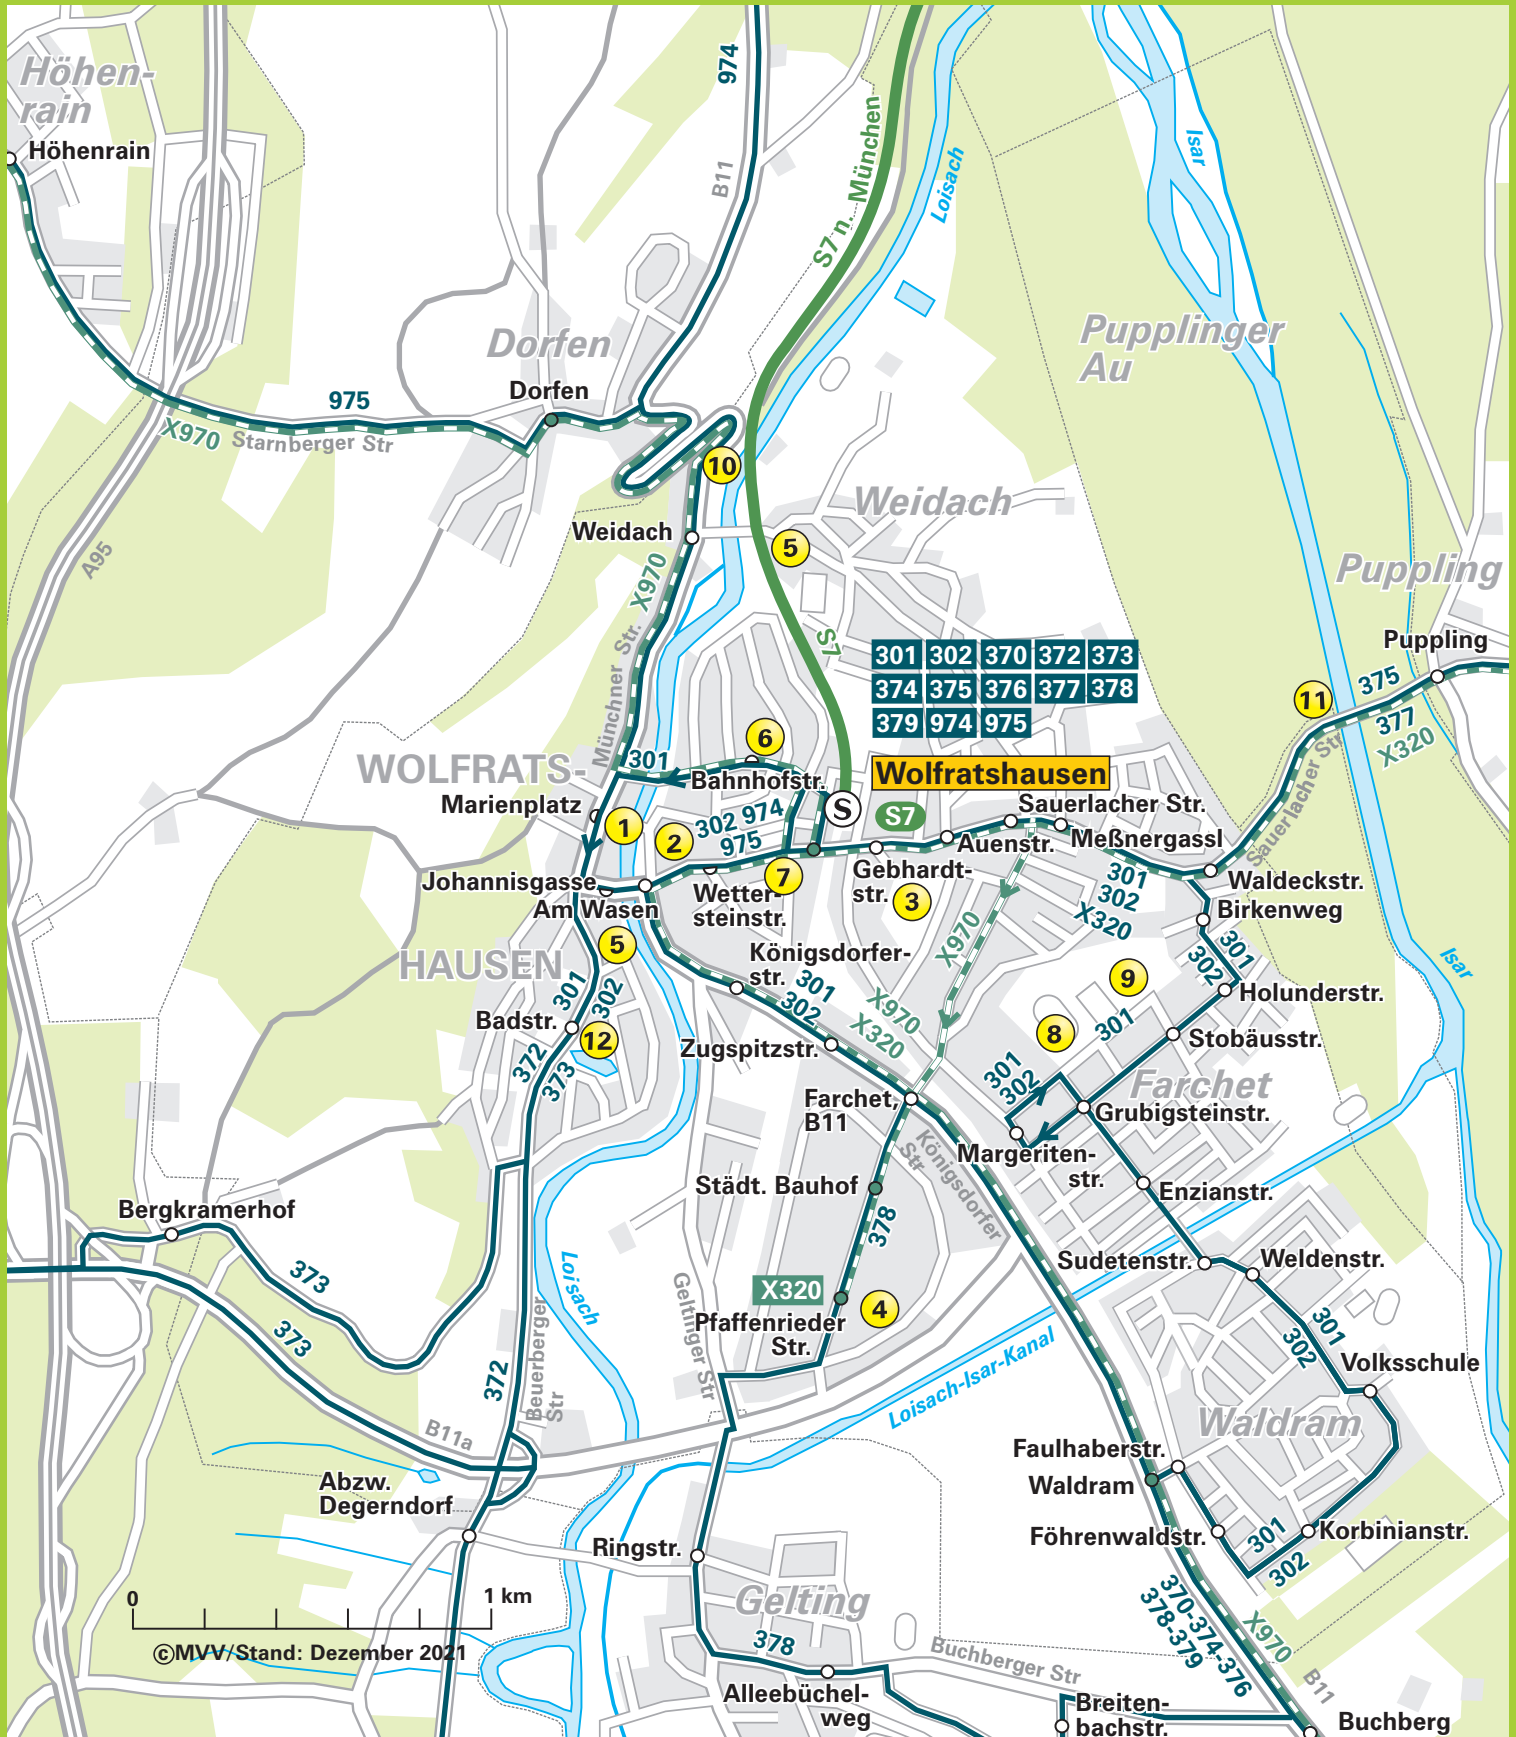 Höhen-
rain
Höhenrain
974
B11
S7 n. München
Loisach
Isar
Dorfen
Dorfen
975
X970
Starnberger Str
Pupplinger
Au
A95
10
Weidach
Weidach
5
X970
Münchner Str.
S7
Puppling
Puppling
301 302 370 372 373
374 375 376 377 378
379 974 975
11
375
377
X320
Sauerlacher Str
WOLFRATS-
HAUSEN
301
6
Bahnhofstr.
Marienplatz
1
2
302 974
975
S
Wolfratshausen
S7
Sauerlacher Str.
Auenstr.
Meßnergassl
Gebhardt-
str.
3
7
Wetter-
steinstr.
Johannisgasse
Am Wasen
301
302
X320
Waldeckstr.
Birkenweg
301
302
Holunderstr.
Stobäusstr.
X970
5
Königsdorfer-
str.
301
302
X970
X320
9
8
301
301
302
Farchet
Grubigsteinstr.
Margeriten-
str.
Isar
301
302
Badstr.
12
372
373
Zugspitzstr.
Farchet,
B11
Königsdorfer
Str
Städt. Bauhof
378
X320
Pfaffenrieder
Str.
4
Enzianstr.
Sudetenstr.
Weldenstr.
301
302
Volksschule
Waldram
Bergkramerhof
373
373
372
Beuerberger
Str
Loisach
Geltinger Str
Loisach-Isar-Kanal
B11a
Abzw.
Degerndorf
Faulhaberstr.
Waldram
Föhrenwaldstr.
301
302
Korbinianstr.
Ringstr.
Gelting
378
Alleebüchel-
weg
Buchberger Str
370-374-376
378-379
X970
B11
Breiten-
bachstr.
Buchberg
0
1 km
©MVV/Stand: Dezember 2021